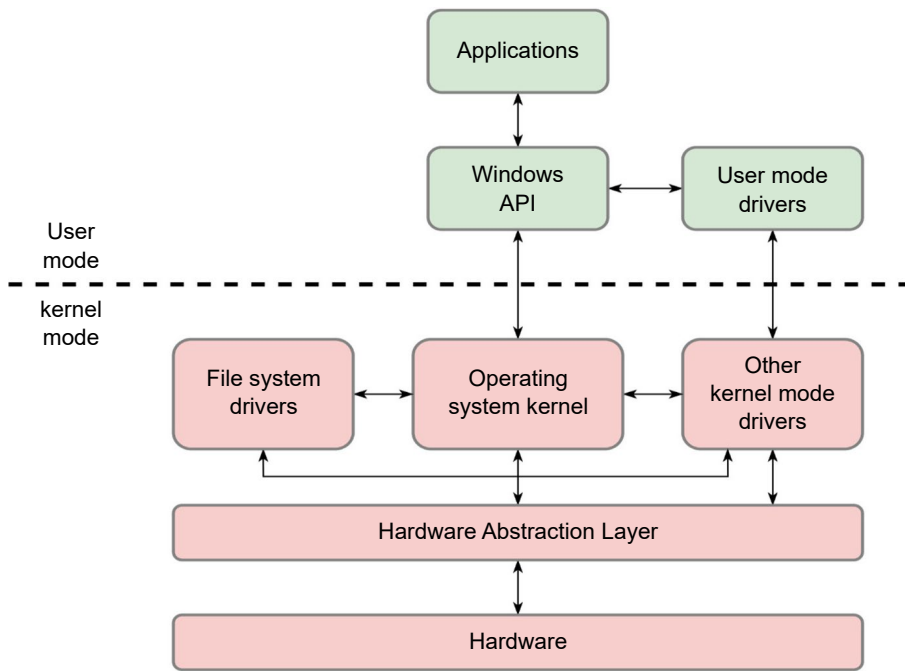 Applications
Windows
API
User mode
drivers
User
mode
kernel
mode
File system
drivers
Operating
system kernel
Other
kernel mode
drivers
Hardware Abstraction Layer
Hardware